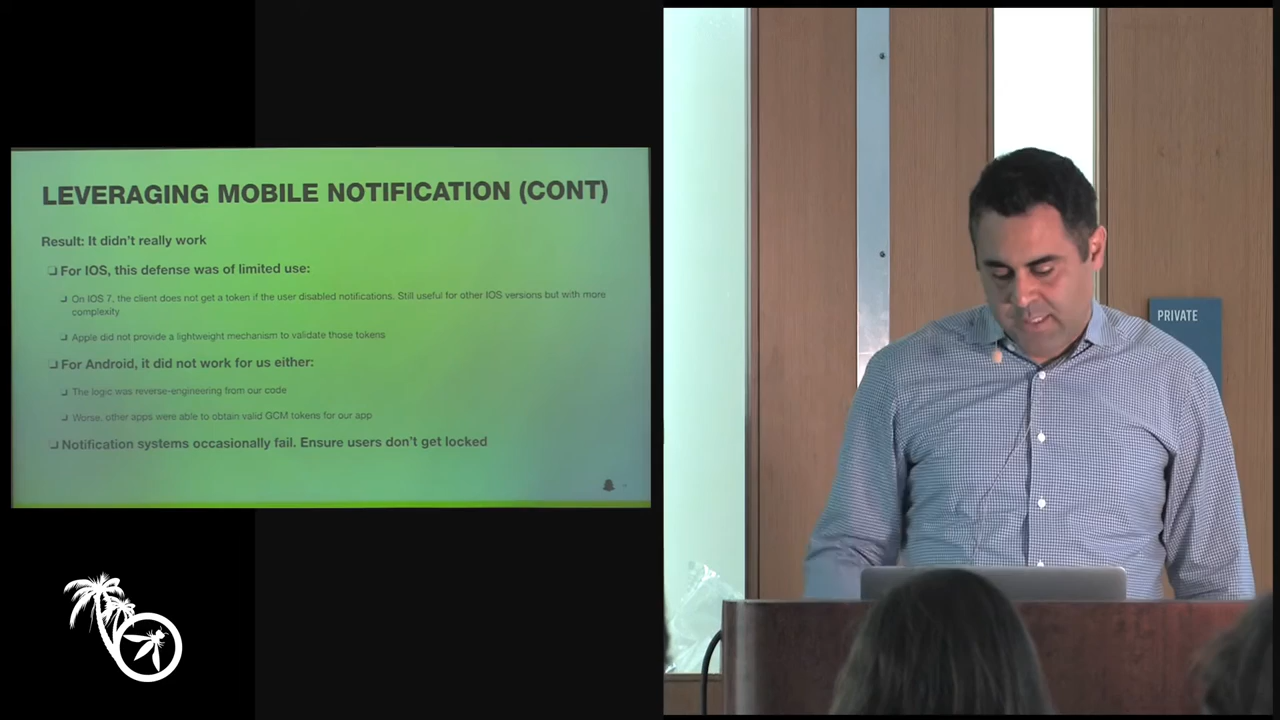 LEVERAGING MOBILE NOTIFICATION (CONT)
Result: It didn't really work
For IOS, this defense was of limited use:
On IOS 7, the client does not get a token if the user disabled notifications. Still useful for other IOS versions but with more
complexity
Apple did not provide a lightweight mechanism to validate those tokens
For Android, it did not work for us either:
The logic was reverse-engineering from our code
Worse, other apps were able to obtain valid GCM tokens for our app
Notification systems occasionally fail. Ensure users don't get locked
PRIVATE